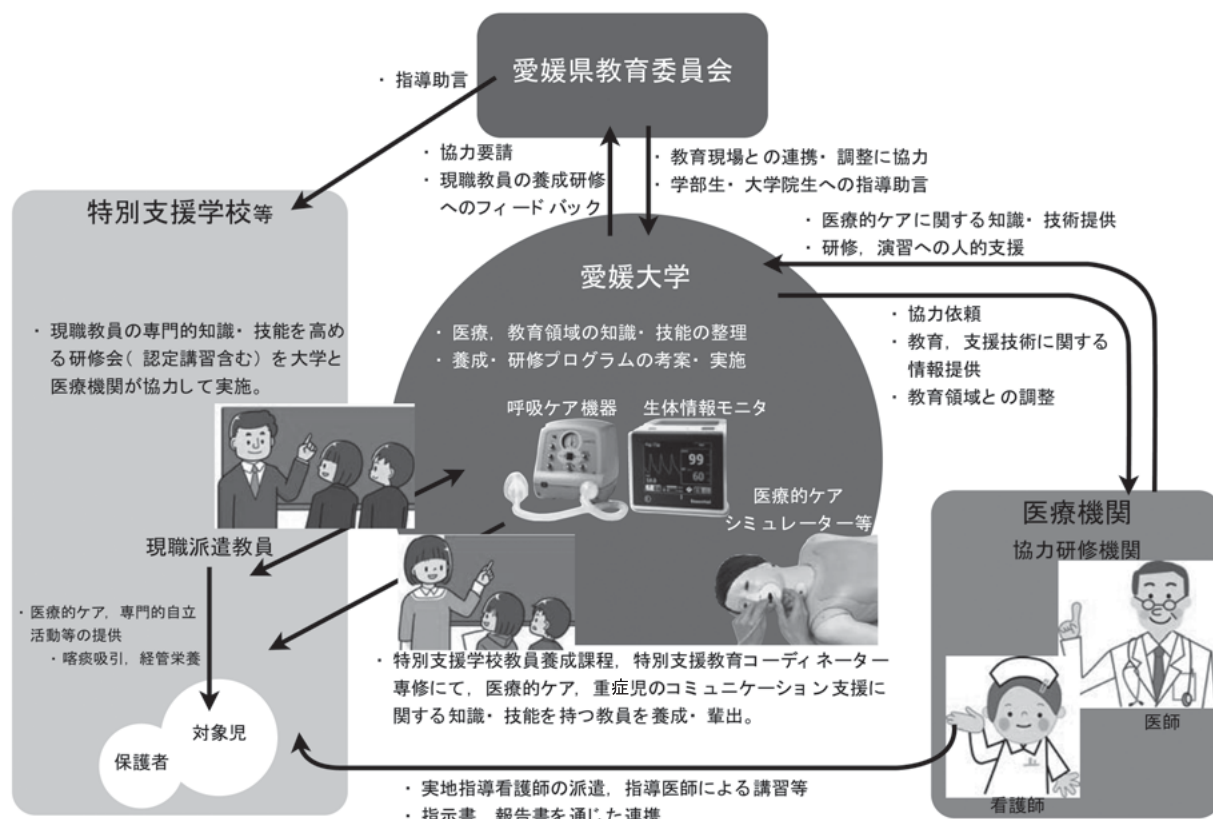 愛媛県教育委員会
・指導助言
・協力要請
・現職教員の養成研修
へのフィードバック
・教育現場との連携・調整に協力
・学部生・大学院生への指導助言
特別支援学校等
・医療的ケアに関する知識・技術提供
・研修，演習への人的支援
愛媛大学
・現職教員の専門的知識・技能を高め
る研修会（認定講習含む）を大学と
医療機関が協力して実施。
・医療，教育領域の知識・技能の整理
・養成・研修プログラムの考案・実施
・協力依頼
・教育，支援技術に関する
情報提供
・教育領域との調整
呼吸ケア機器
生体情報モニタ
99
60
医療的ケア
シミュレーター等
現職派遣教員
医療機関
協力研修機関
・医療的ケア，専門的自立
活動等の提供
・喀痰吸引，経管栄養
・特別支援学校教員養成課程，特別支援教育コーディネーター
専修にて，医療的ケア，重症児のコミュニケーション支援に
関する知識・技能を持つ教員を養成・輩出。
対象児
保護者
医師
看護師
・実地指導看護師の派遣，指導医師による講習等
・指示書，報告書を通じた連携